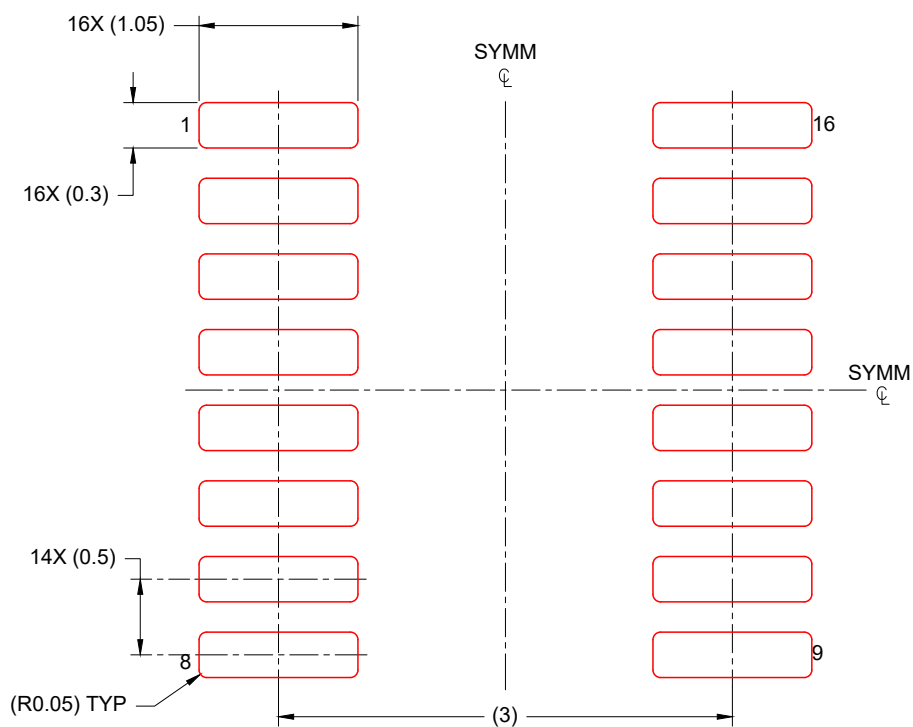 16X (1.05)
SYMM
℄
1
16
16X (0.3)
SYMM
℄
14X (0.5)
8
9
(R0.05) TYP
(3)